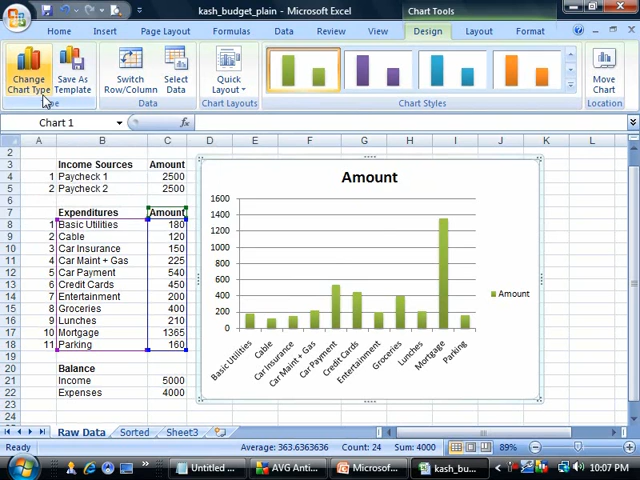 kash_budget_plain - Microsoft Excel
Chart Tools
Home Insert Page Layout Formulas Data Review View Design Layout Format
Change Chart Type
Save As Template
Switch Row/Column
Select Data
Quick Layout
Move Chart
Type Data Chart Layouts Chart Styles Location
Chart 1 fx
A B C D E F G H I J K L
2
3 Income Sources Amount
4 1 Paycheck 1 2500
5 2 Paycheck 2 2500
6
7 Expenditures Amount
8 1 Basic Utilities 180
9 2 Cable 120
10 3 Car Insurance 150
11 4 Car Maint + Gas 225
12 5 Car Payment 540
13 6 Credit Cards 450
14 7 Entertainment 200
15 8 Groceries 400
16 9 Lunches 210
17 10 Mortgage 1365
18 11 Parking 160
19
20 Balance
21 Income 5000
22 Expenses 4000
23
24
Amount
1600
1400
1200
1000
800
600
400
200
0
Basic Utilities
Cable
Car Insurance
Car Maint + Gas
Car Payment
Credit Cards
Entertainment
Groceries
Lunches
Mortgage
Parking
Amount
Raw Data Sorted Sheet3
Ready Average: 363.6363636 Count: 24 Sum: 4000 89%
Untitled ... AVG Anti... Microsoft... kash_bu... 10:07 PM